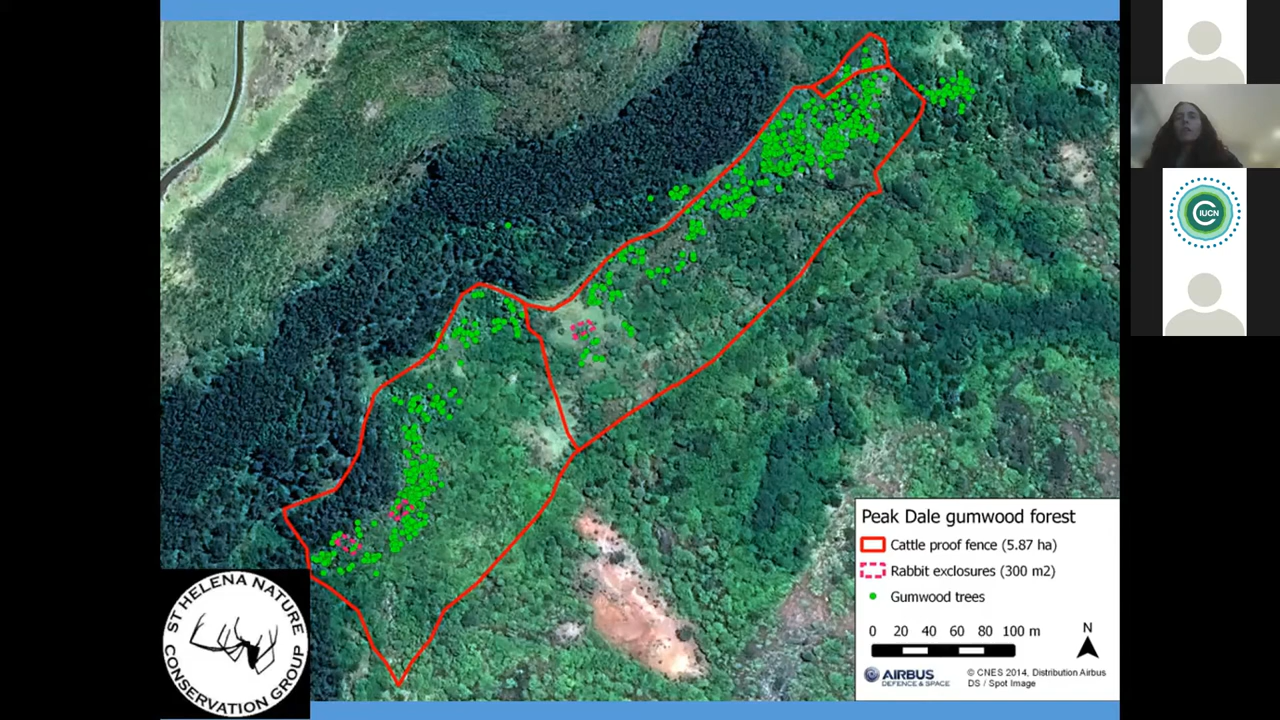 IUCN
Peak Dale gumwood forest
Cattle proof fence (5.87 ha)
Rabbit exclosures (300 m2)
Gumwood trees
0 20 40 60 80 100 m
N
AIRBUS
DEFENCE & SPACE
© CNES 2014, Distribution Airbus
DS / Spot Image
ST HELENA NATURE
CONSERVATION GROUP